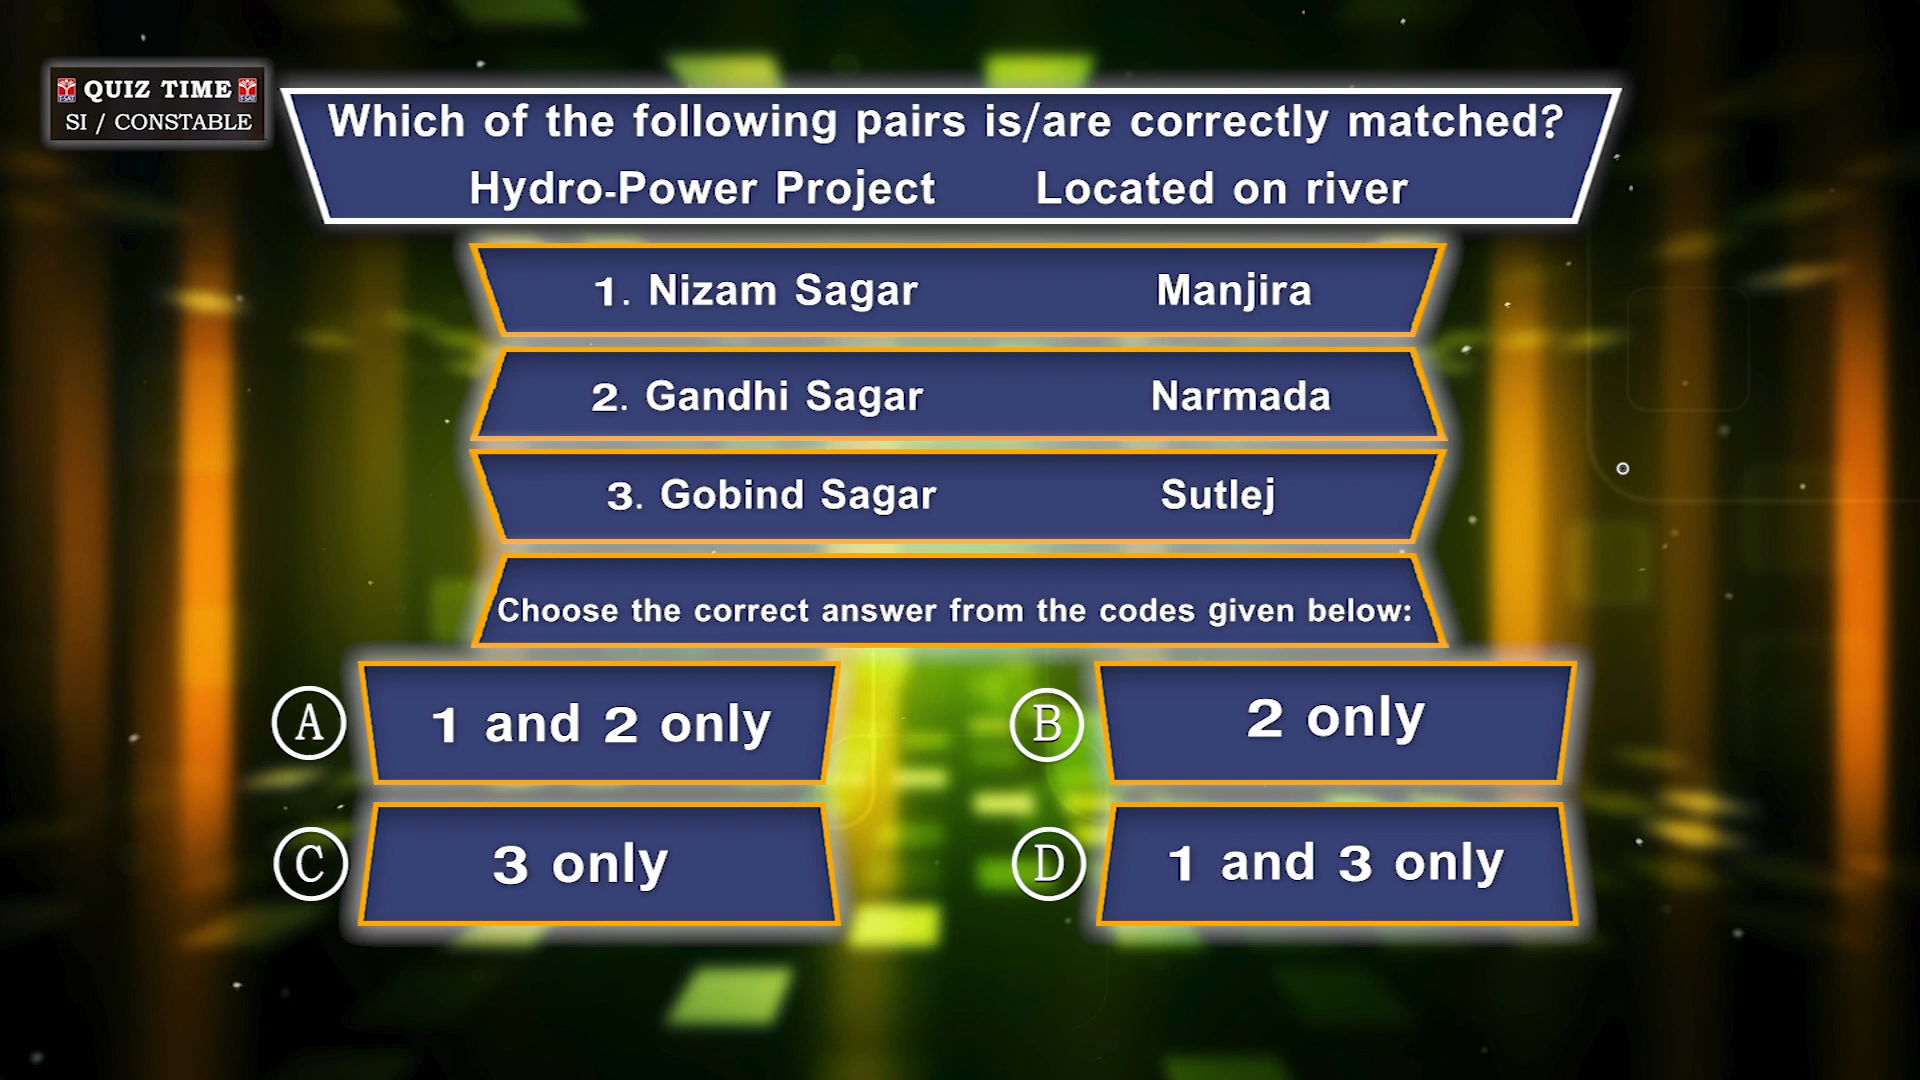 QUIZ TIME
SI / CONSTABLE
Which of the following pairs is/are correctly matched?
Hydro-Power Project Located on river
1. Nizam Sagar Manjira
2. Gandhi Sagar Narmada
3. Gobind Sagar Sutlej
Choose the correct answer from the codes given below:
A 1 and 2 only
B 2 only
C 3 only
D 1 and 3 only